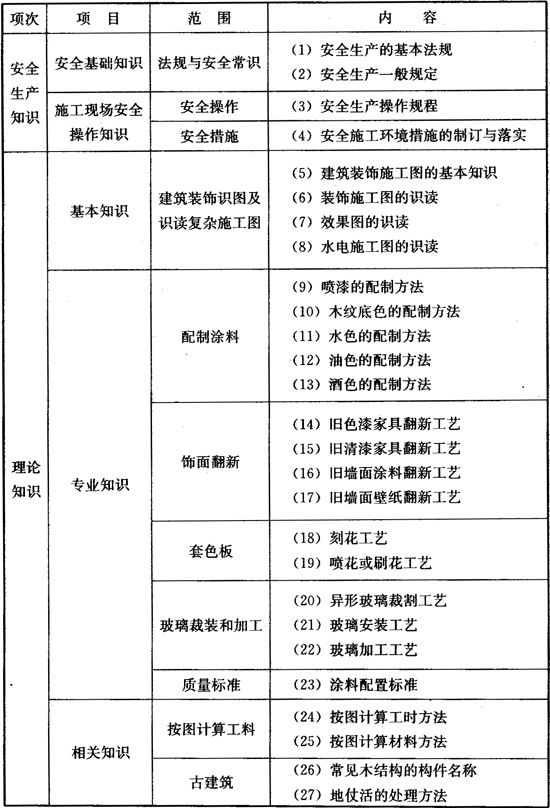 项次 项目 范围 内容
安全
生产
知识
安全基础知识
法规与安全常识
（1）安全生产的基本法规
（2）安全生产一般规定
施工现场安全
操作知识
安全操作
（3）安全生产操作规程
安全措施
（4）安全施工环境措施的制订与落实
理论
知识
基本知识
建筑装饰识图及
识读复杂施工图
（5）建筑装饰施工图的基本知识
（6）装饰施工图的识读
（7）效果图的识读
（8）水电施工图的识读
专业知识
配制涂料
（9）喷漆的配制方法
（10）木纹底色的配制方法
（11）水色的配制方法
（12）油色的配制方法
（13）酒色的配制方法
饰面翻新
（14）旧色漆家具翻新工艺
（15）旧清漆家具翻新工艺
（16）旧墙面涂料翻新工艺
（17）旧墙面壁纸翻新工艺
套色板
（18）刻花工艺
（19）喷花或刷花工艺
玻璃裁装和加工
（20）异形玻璃裁割工艺
（21）玻璃安装工艺
（22）玻璃加工工艺
质量标准
（23）涂料配置标准
相关知识
按图计算工料
（24）按图计算工时方法
（25）按图计算材料方法
古建筑
（26）常见木结构的构件名称
（27）地仗活的处理方法